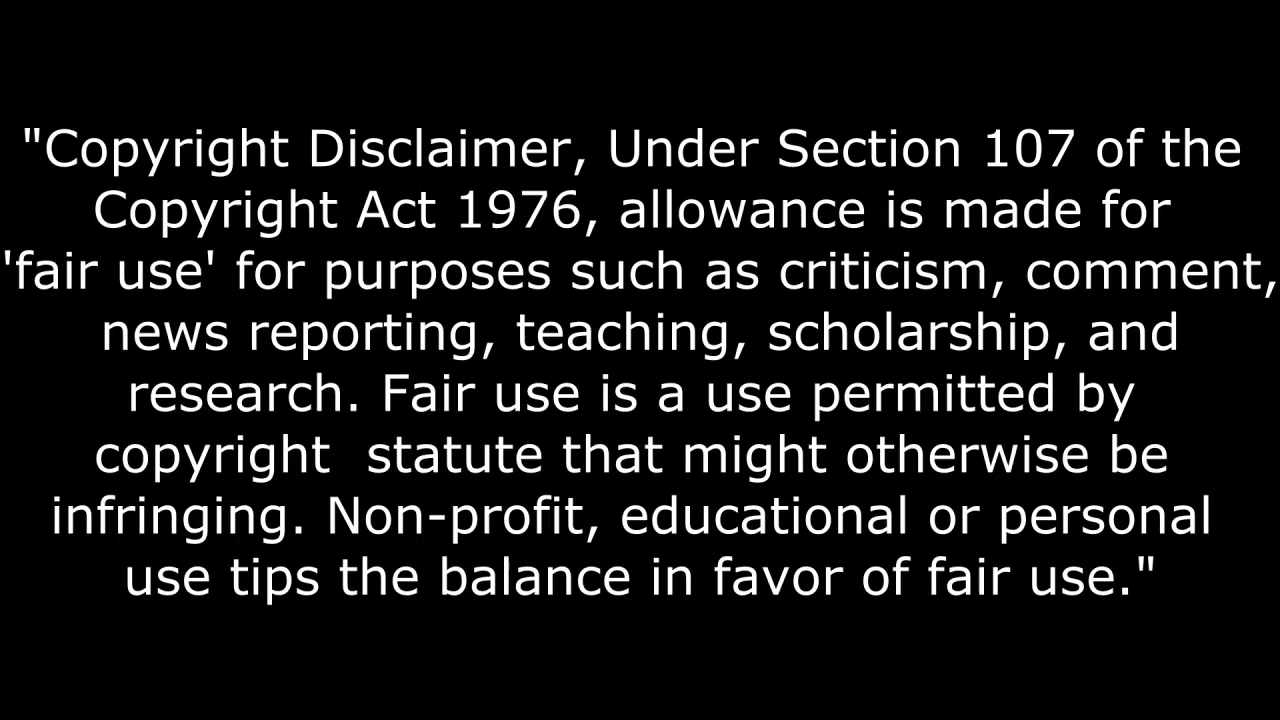 "Copyright Disclaimer, Under Section 107 of the
Copyright Act 1976, allowance is made for
'fair use' for purposes such as criticism, comment,
news reporting, teaching, scholarship, and
research. Fair use is a use permitted by
copyright  statute that might otherwise be
infringing. Non-profit, educational or personal
use tips the balance in favor of fair use."